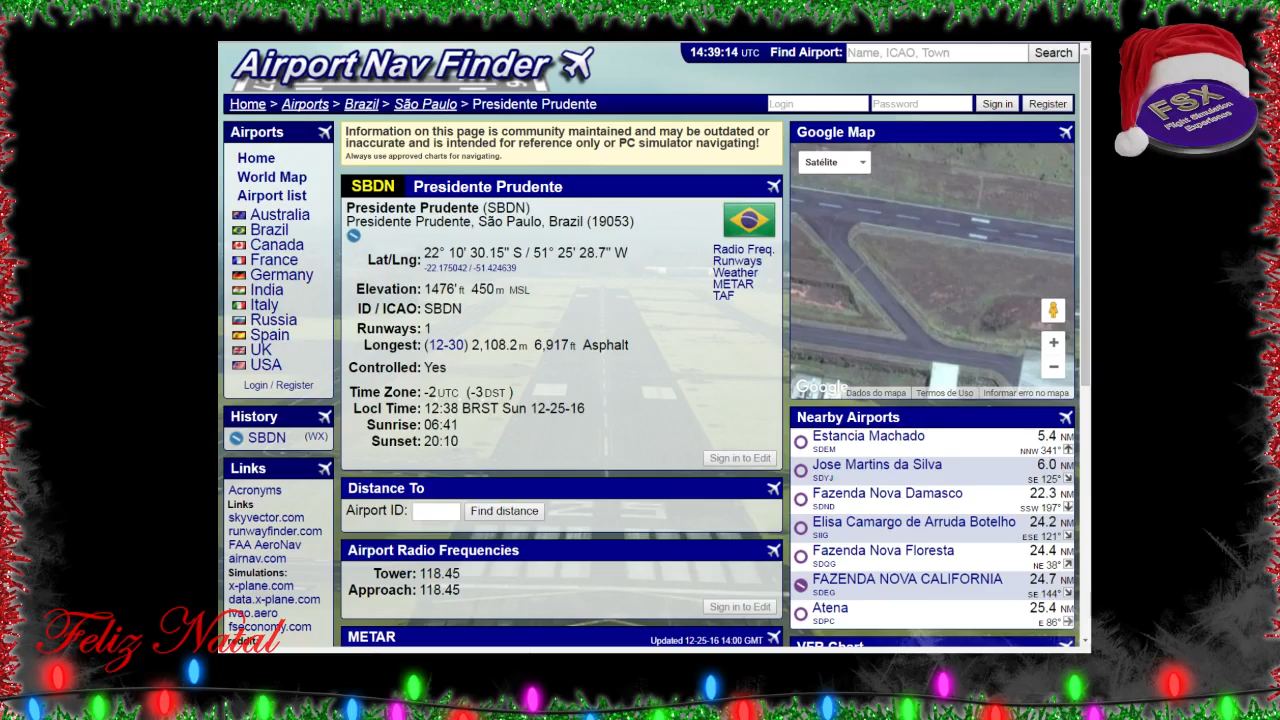 Airport Nav Finder
14:39:14 UTC Find Airport: Name, ICAO, Town Search
Home > Airports > Brazil > São Paulo > Presidente Prudente
Login Password Sign in Register
Airports
Home
World Map
Airport list
Australia
Brazil
Canada
France
Germany
India
Italy
Russia
Spain
UK
USA
Login / Register
History
SBDN (WX)
Links
Acronyms
Links
skyvector.com
runwayfinder.com
FAA AeroNav
airnav.com
Simulations:
x-plane.com
data.x-plane.com
ivao.aero
fseconomy.com
Information on this page is community maintained and may be outdated or
inaccurate and is intended for reference only or PC simulator navigating!
Always use approved charts for navigating.
SBDN Presidente Prudente
Presidente Prudente (SBDN)
Presidente Prudente, São Paulo, Brazil (19053)
Lat/Lng: 22° 10' 30.15" S / 51° 25' 28.7" W
-22.175042 / -51.424639
Elevation: 1476' ft 450 m MSL
ID / ICAO: SBDN
Runways: 1
Longest: (12-30) 2,108.2 m 6,917 ft Asphalt
Controlled: Yes
Time Zone: -2 UTC (-3 DST )
Locl Time: 12:38 BRST Sun 12-25-16
Sunrise: 06:41
Sunset: 20:10
Radio Freq.
Runways
Weather
METAR
TAF
Sign in to Edit
Distance To
Airport ID: Find distance
Airport Radio Frequencies
Tower: 118.45
Approach: 118.45
Sign in to Edit
METAR Updated 12-25-16 14:00 GMT
Google Map
Satélite
Google Dados do mapa Termos de Uso Informar erro no mapa
Nearby Airports
Estancia Machado 5.4 NM
SDEM NNW 341°
Jose Martins da Silva 6.0 NM
SDYJ SE 125°
Fazenda Nova Damasco 22.3 NM
SDND SSW 197°
Elisa Camargo de Arruda Botelho 24.2 NM
SIIG ESE 121°
Fazenda Nova Floresta 24.4 NM
SDQG NE 38°
FAZENDA NOVA CALIFORNIA 24.7 NM
SDEG SE 144°
Atena 25.4 NM
SDPC E 86°
VFR Chart
FSX
Flight Simulation
Experience
Feliz Natal